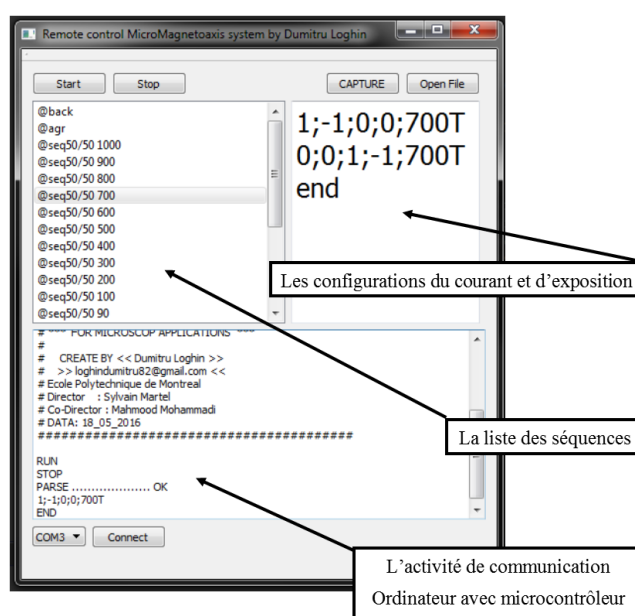 Remote control MicroMagnetoaxis system by Dumitru Loghin
Start Stop CAPTURE Open File
@back
@agr
@seq50/50 1000
@seq50/50 900
@seq50/50 800
@seq50/50 700
@seq50/50 600
@seq50/50 500
@seq50/50 400
@seq50/50 300
@seq50/50 200
@seq50/50 100
@seq50/50 90
1;-1;0;0;700T
0;0;1;-1;700T
end
Les configurations du courant et d’exposition
# ~~~ FOR MICROSCOP APPLICATIONS ~~~
#
# CREATE BY << Dumitru Loghin >>
# >> loghindumitru82@gmail.com <<
# Ecole Polytechnique de Montreal
# Director : Sylvain Martel
# Co-Director : Mahmood Mohammadi
# DATA: 18_05_2016
########################################
La liste des séquences
RUN
STOP
PARSE .................... OK
1;-1;0;0;700T
END
COM3 Connect
L’activité de communication
Ordinateur avec microcontrôleur